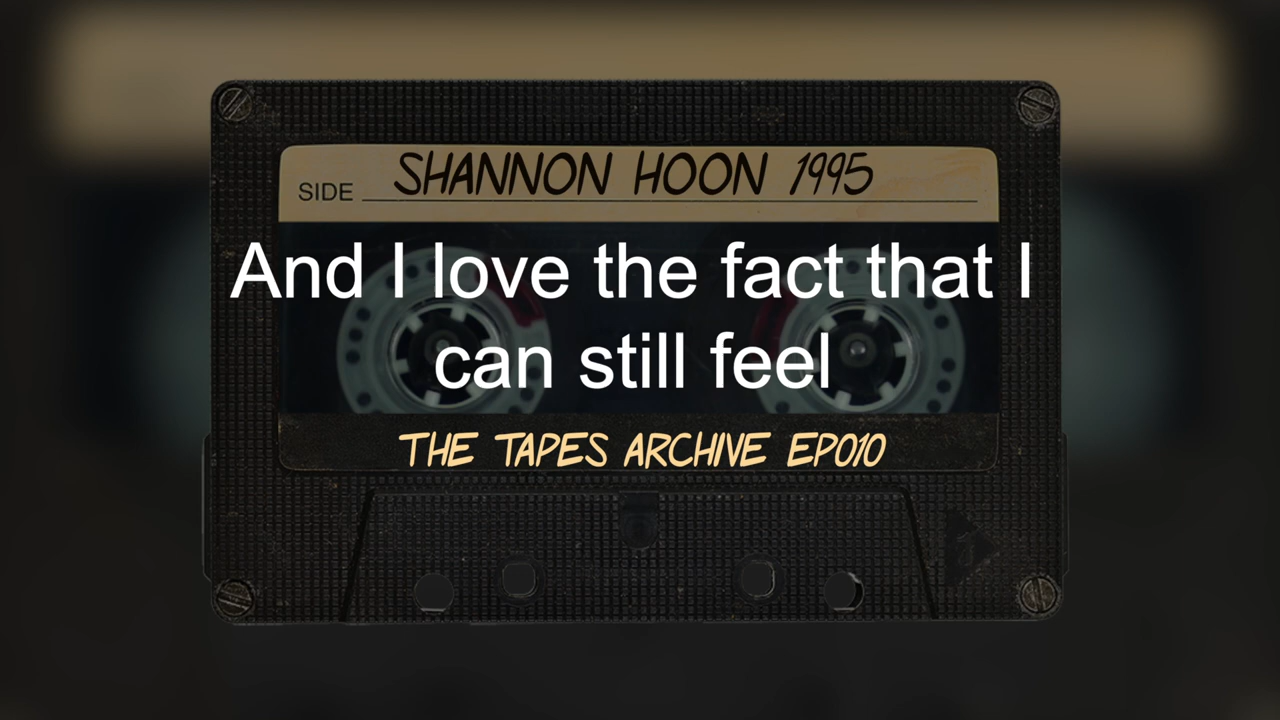 SHANNON HOON 1995
SIDE
And I love the fact that I
can still feel
THE TAPES ARCHIVE EP010